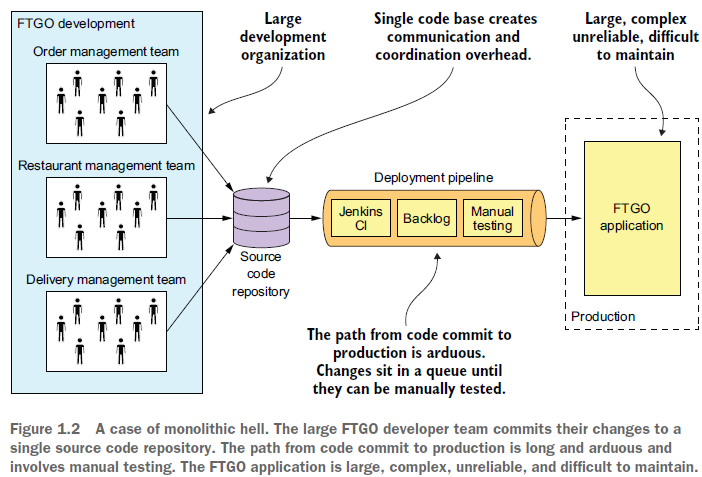 FTGO development
Order management team
Restaurant management team
Delivery management team
Large
development
organization
Single code base creates
communication and
coordination overhead.
Large, complex
unreliable, difficult
to maintain
Source
code
repository
Deployment pipeline
Jenkins
CI
Backlog
Manual
testing
The path from code commit to
production is arduous.
Changes sit in a queue until
they can be manually tested.
FTGO
application
Production
Figure 1.2 A case of monolithic hell. The large FTGO developer team commits their changes to a
single source code repository. The path from code commit to production is long and arduous and
involves manual testing. The FTGO application is large, complex, unreliable, and difficult to maintain.